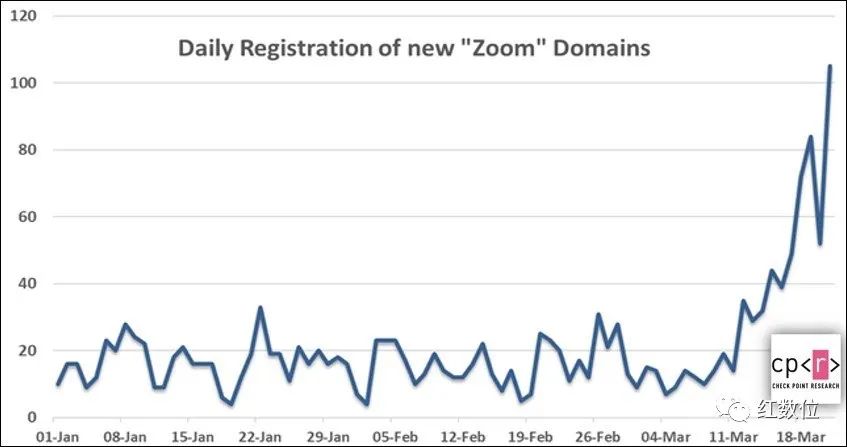 Daily Registration of new "Zoom" Domains
120
100
80
60
40
20
0
01-Jan 08-Jan 15-Jan 22-Jan 29-Jan 05-Feb 12-Feb 19-Feb 26-Feb 04-Mar 11-Mar 18-Mar
cp<r>
CHECK POINT RESEARCH
红数位